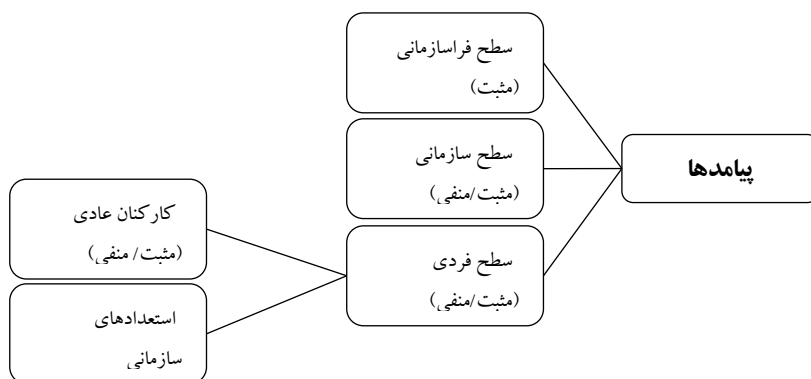 سطح فراسازمانی
(مثبت)
سطح سازمانی
(مثبت/منفی)
پیامدها
کارکنان عادی
(مثبت/ منفی)
سطح فردی
(مثبت/منفی)
استعدادهای
سازمانی